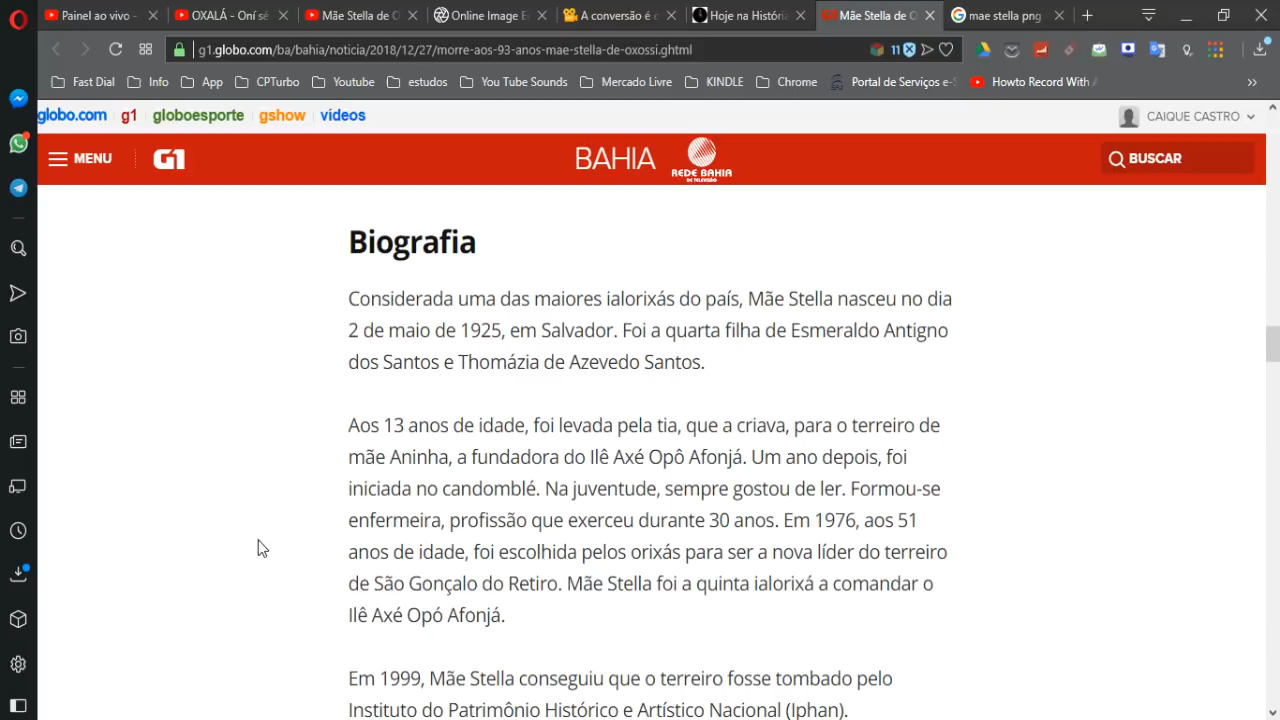 Painel ao vivo -
OXALÁ - Oní sé
Mãe Stella de O
Online Image E
A conversão é
Hoje na Históri
Mãe Stella de O
mae stella png
g1.globo.com/ba/bahia/noticia/2018/12/27/morre-aos-93-anos-mae-stella-de-oxossi.ghtml
11
Fast Dial
Info
App
CPTurbo
Youtube
estudos
You Tube Sounds
Mercado Livre
KINDLE
Chrome
Portal de Serviços e-S
Howto Record With A
globo.com g1 globoesporte gshow videos
CAIQUE CASTRO
MENU G1
BAHIA
REDE BAHIA
DE TELEVISÃO
BUSCAR
Biografia
Considerada uma das maiores ialorixás do país, Mãe Stella nasceu no dia
2 de maio de 1925, em Salvador. Foi a quarta filha de Esmeraldo Antigno
dos Santos e Thomázia de Azevedo Santos.
Aos 13 anos de idade, foi levada pela tia, que a criava, para o terreiro de
mãe Aninha, a fundadora do Ilê Axé Opô Afonjá. Um ano depois, foi
iniciada no candomblé. Na juventude, sempre gostou de ler. Formou-se
enfermeira, profissão que exerceu durante 30 anos. Em 1976, aos 51
anos de idade, foi escolhida pelos orixás para ser a nova líder do terreiro
de São Gonçalo do Retiro. Mãe Stella foi a quinta ialorixá a comandar o
Ilê Axé Opó Afonjá.
Em 1999, Mãe Stella conseguiu que o terreiro fosse tombado pelo
Instituto do Patrimônio Histórico e Artístico Nacional (Iphan).